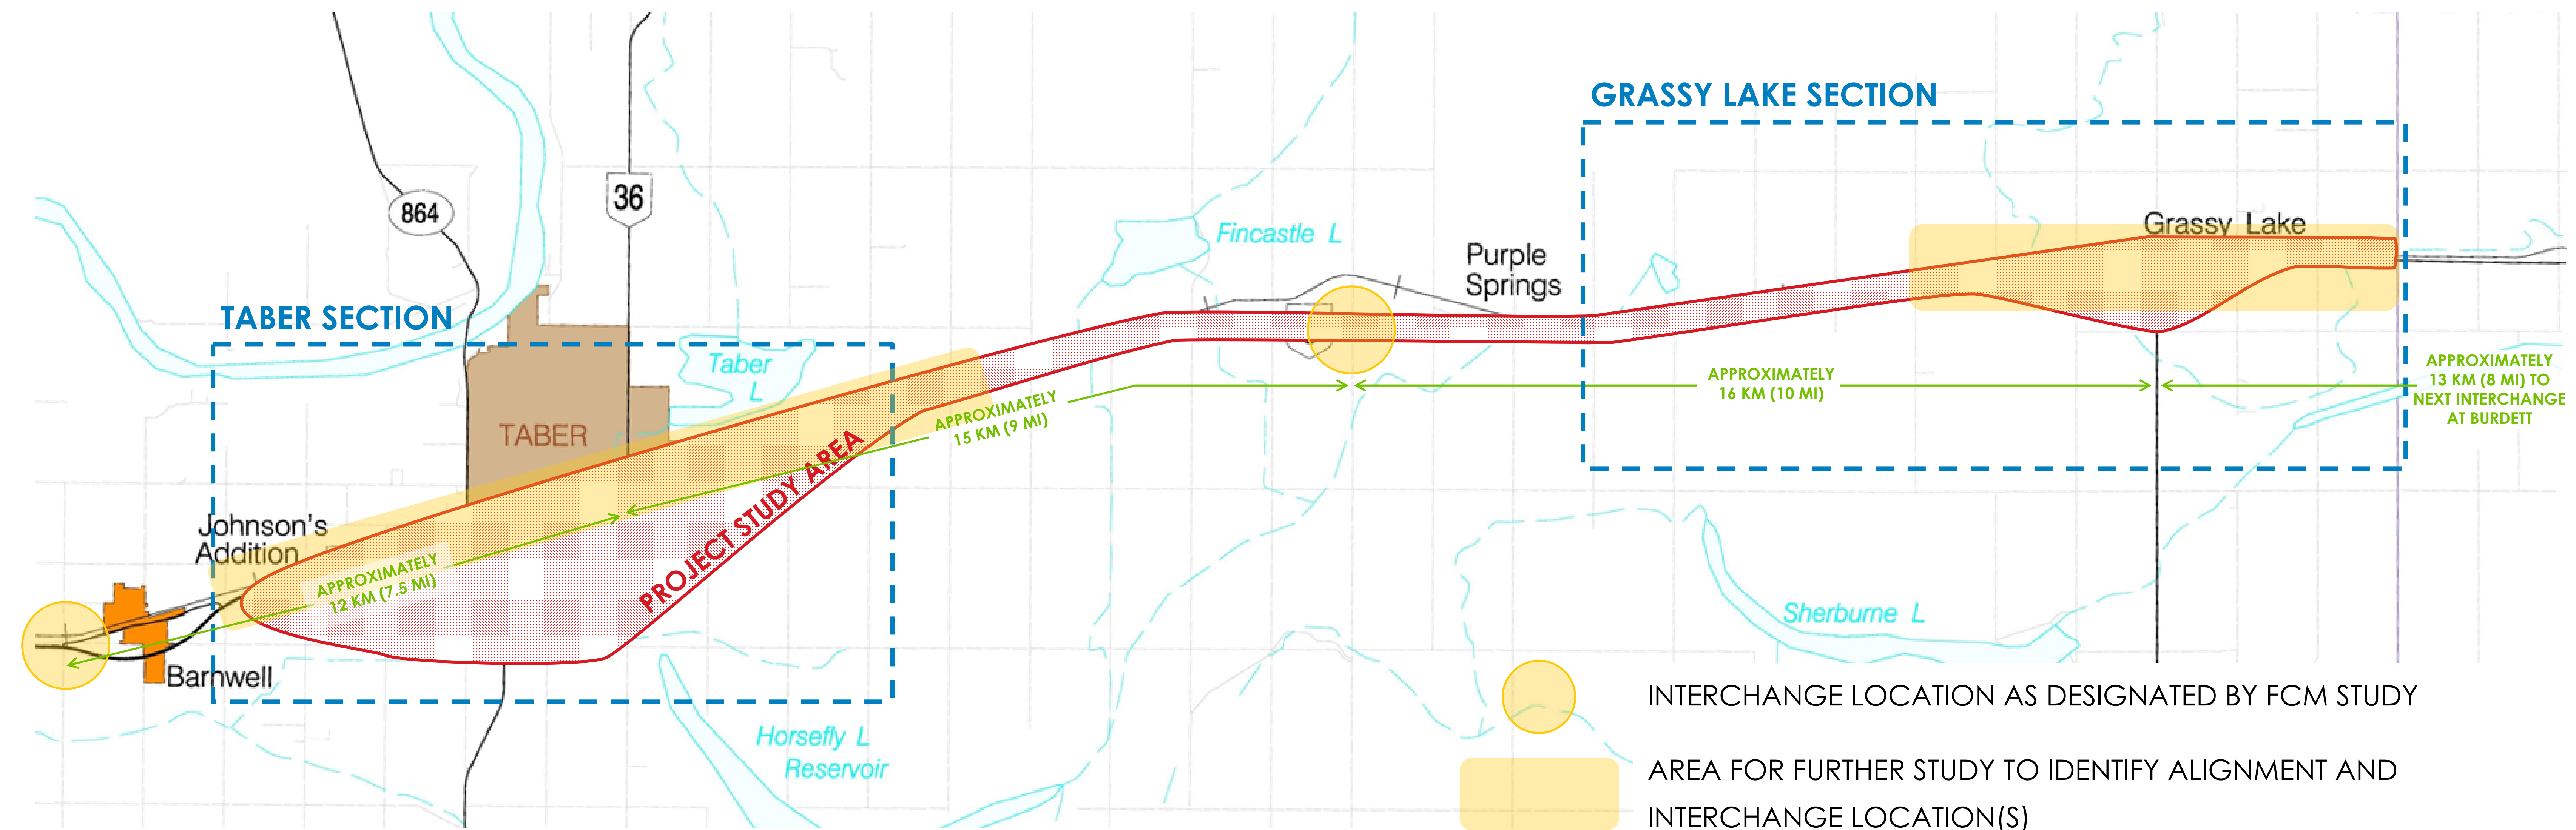 GRASSY LAKE SECTION
864
36
Grassy Lake
Fincastle L
Purple
Springs
TABER SECTION
Taber
L
APPROXIMATELY
13 KM (8 MI) TO
NEXT INTERCHANGE
AT BURDETT
APPROXIMATELY
16 KM (10 MI)
APPROXIMATELY
15 KM (9 MI)
TABER
PROJECT STUDY AREA
Johnson's
Addition
APPROXIMATELY
12 KM (7.5 MI)
Barnwell
Sherburne L
Horsefly L
Reservoir
INTERCHANGE LOCATION AS DESIGNATED BY FCM STUDY
AREA FOR FURTHER STUDY TO IDENTIFY ALIGNMENT AND
INTERCHANGE LOCATION(S)